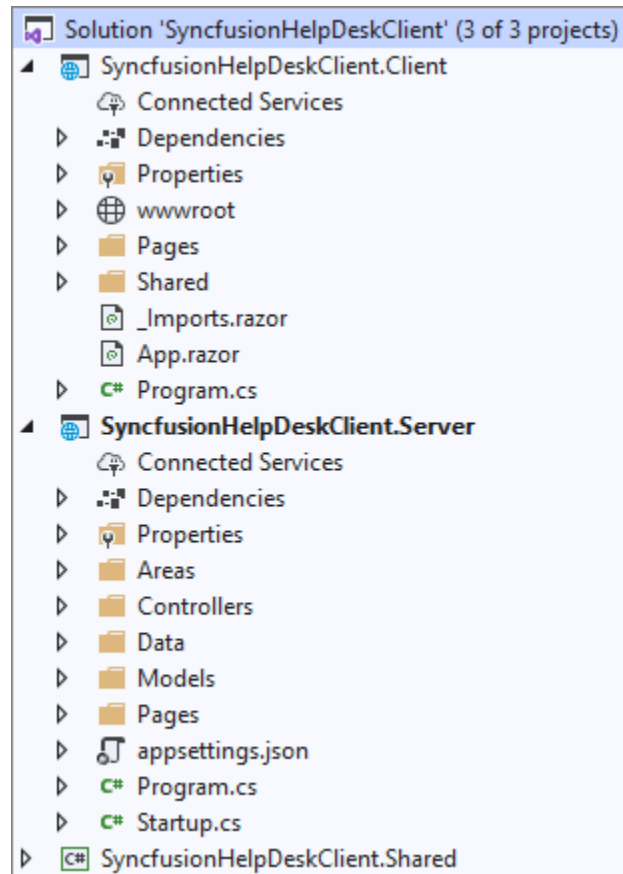 Solution 'SyncfusionHelpDeskClient' (3 of 3 projects)
SyncfusionHelpDeskClient.Client
Connected Services
Dependencies
Properties
wwwroot
Pages
Shared
_Imports.razor
App.razor
C# Program.cs
SyncfusionHelpDeskClient.Server
Connected Services
Dependencies
Properties
Areas
Controllers
Data
Models
Pages
appsettings.json
C# Program.cs
C# Startup.cs
C# SyncfusionHelpDeskClient.Shared